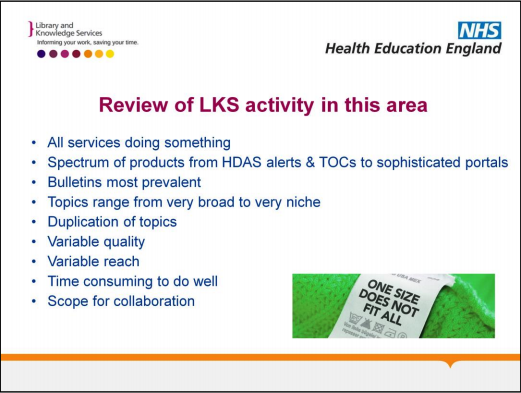 Library and
Knowledge Services
Informing your work, saving your time.
NHS
Health Education England
Review of LKS activity in this area
• All services doing something
• Spectrum of products from HDAS alerts & TOCs to sophisticated portals
• Bulletins most prevalent
• Topics range from very broad to very niche
• Duplication of topics
• Variable quality
• Variable reach
• Time consuming to do well
• Scope for collaboration
ONE SIZE
DOES NOT
FIT ALL